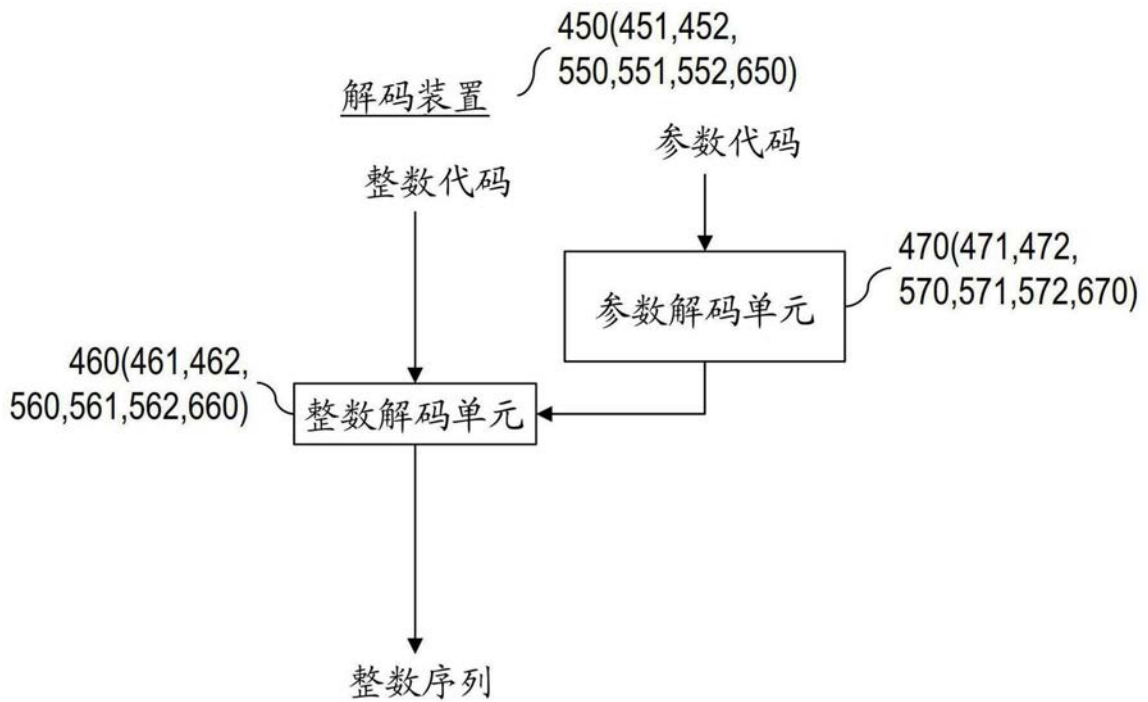 450(451,452,
550,551,552,650)
解码装置
参数代码
整数代码
470(471,472,
570,571,572,670)
参数解码单元
460(461,462,
560,561,562,660)
整数解码单元
整数序列